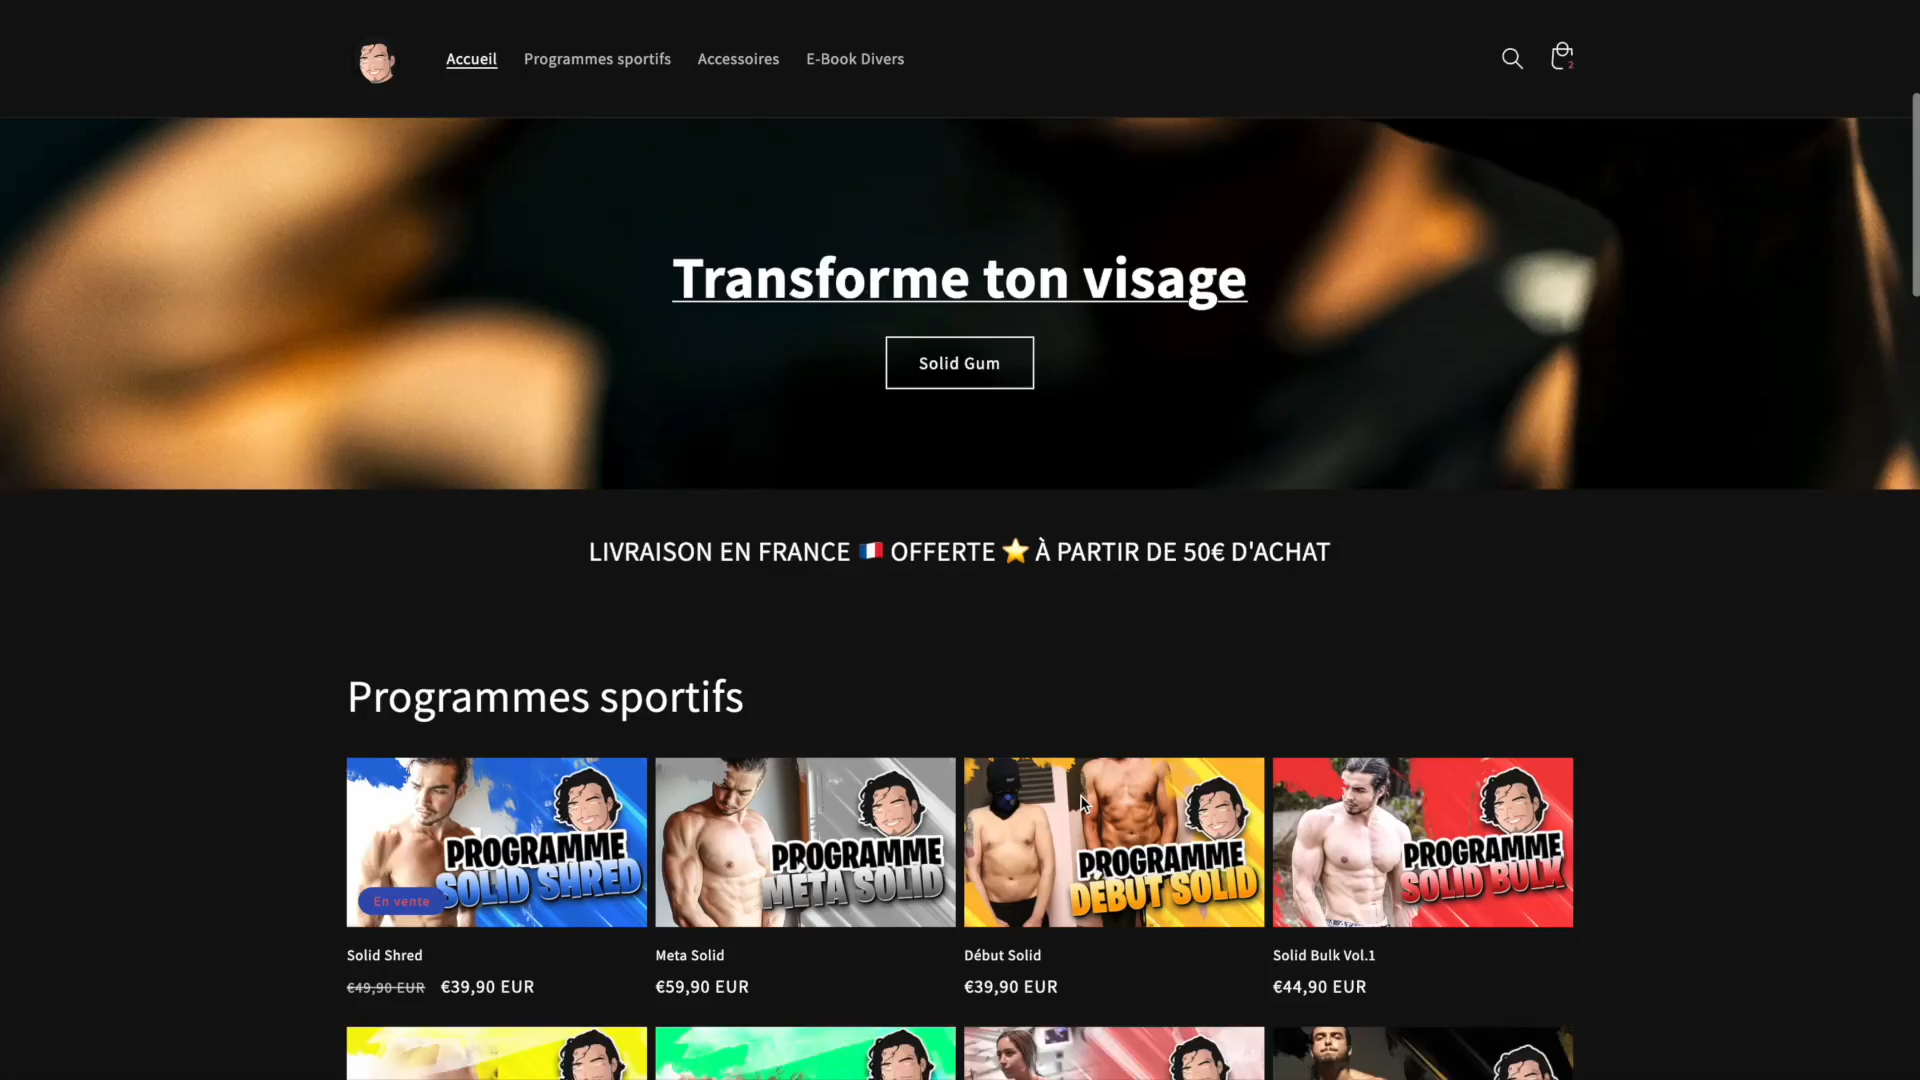 Accueil
Programmes sportifs
Accessoires
E-Book Divers
2
Transforme ton visage
Solid Gum
LIVRAISON EN FRANCE 🇫🇷 OFFERTE ⭐ À PARTIR DE 50€ D'ACHAT
Programmes sportifs
PROGRAMME
SOLID SHRED
En vente
PROGRAMME
MÉTA SOLID
PROGRAMME
DÉBUT SOLID
PROGRAMME
SOLID BULK
Solid Shred
€49,90 EUR €39,90 EUR
Meta Solid
€59,90 EUR
Début Solid
€39,90 EUR
Solid Bulk Vol.1
€44,90 EUR